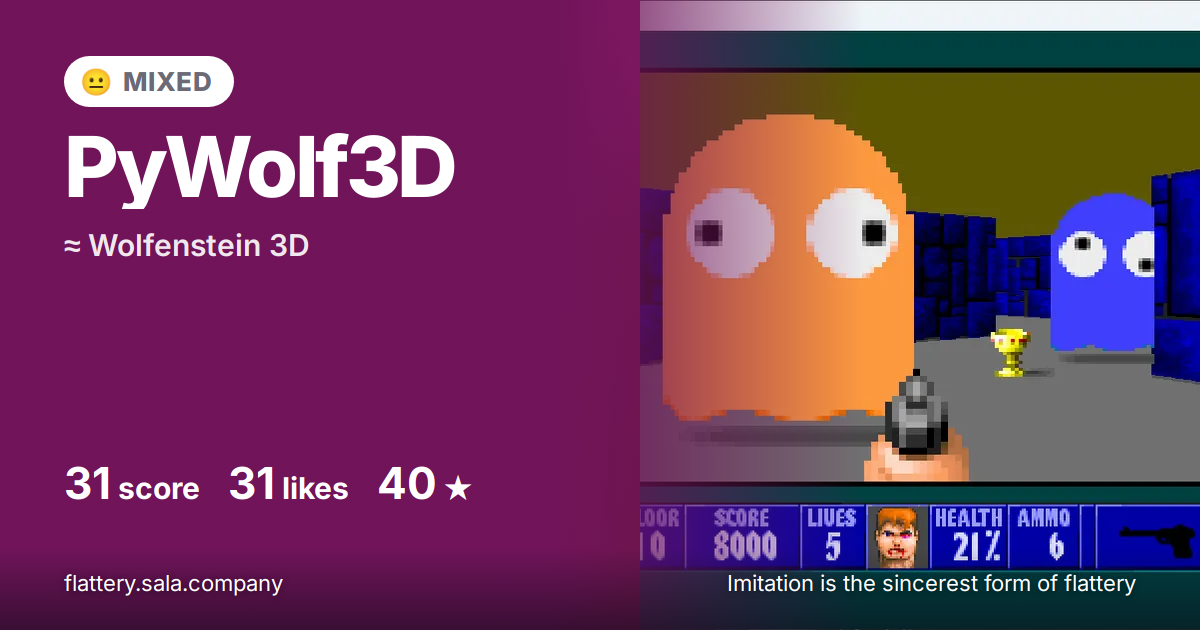 😐 MIXED
PyWolf3D
≈ Wolfenstein 3D
31 score 31 likes 40 ★
flattery.sala.company
SCORE LIVES HEALTH AMMO
8000 5 21% 6
Imitation is the sincerest form of flattery